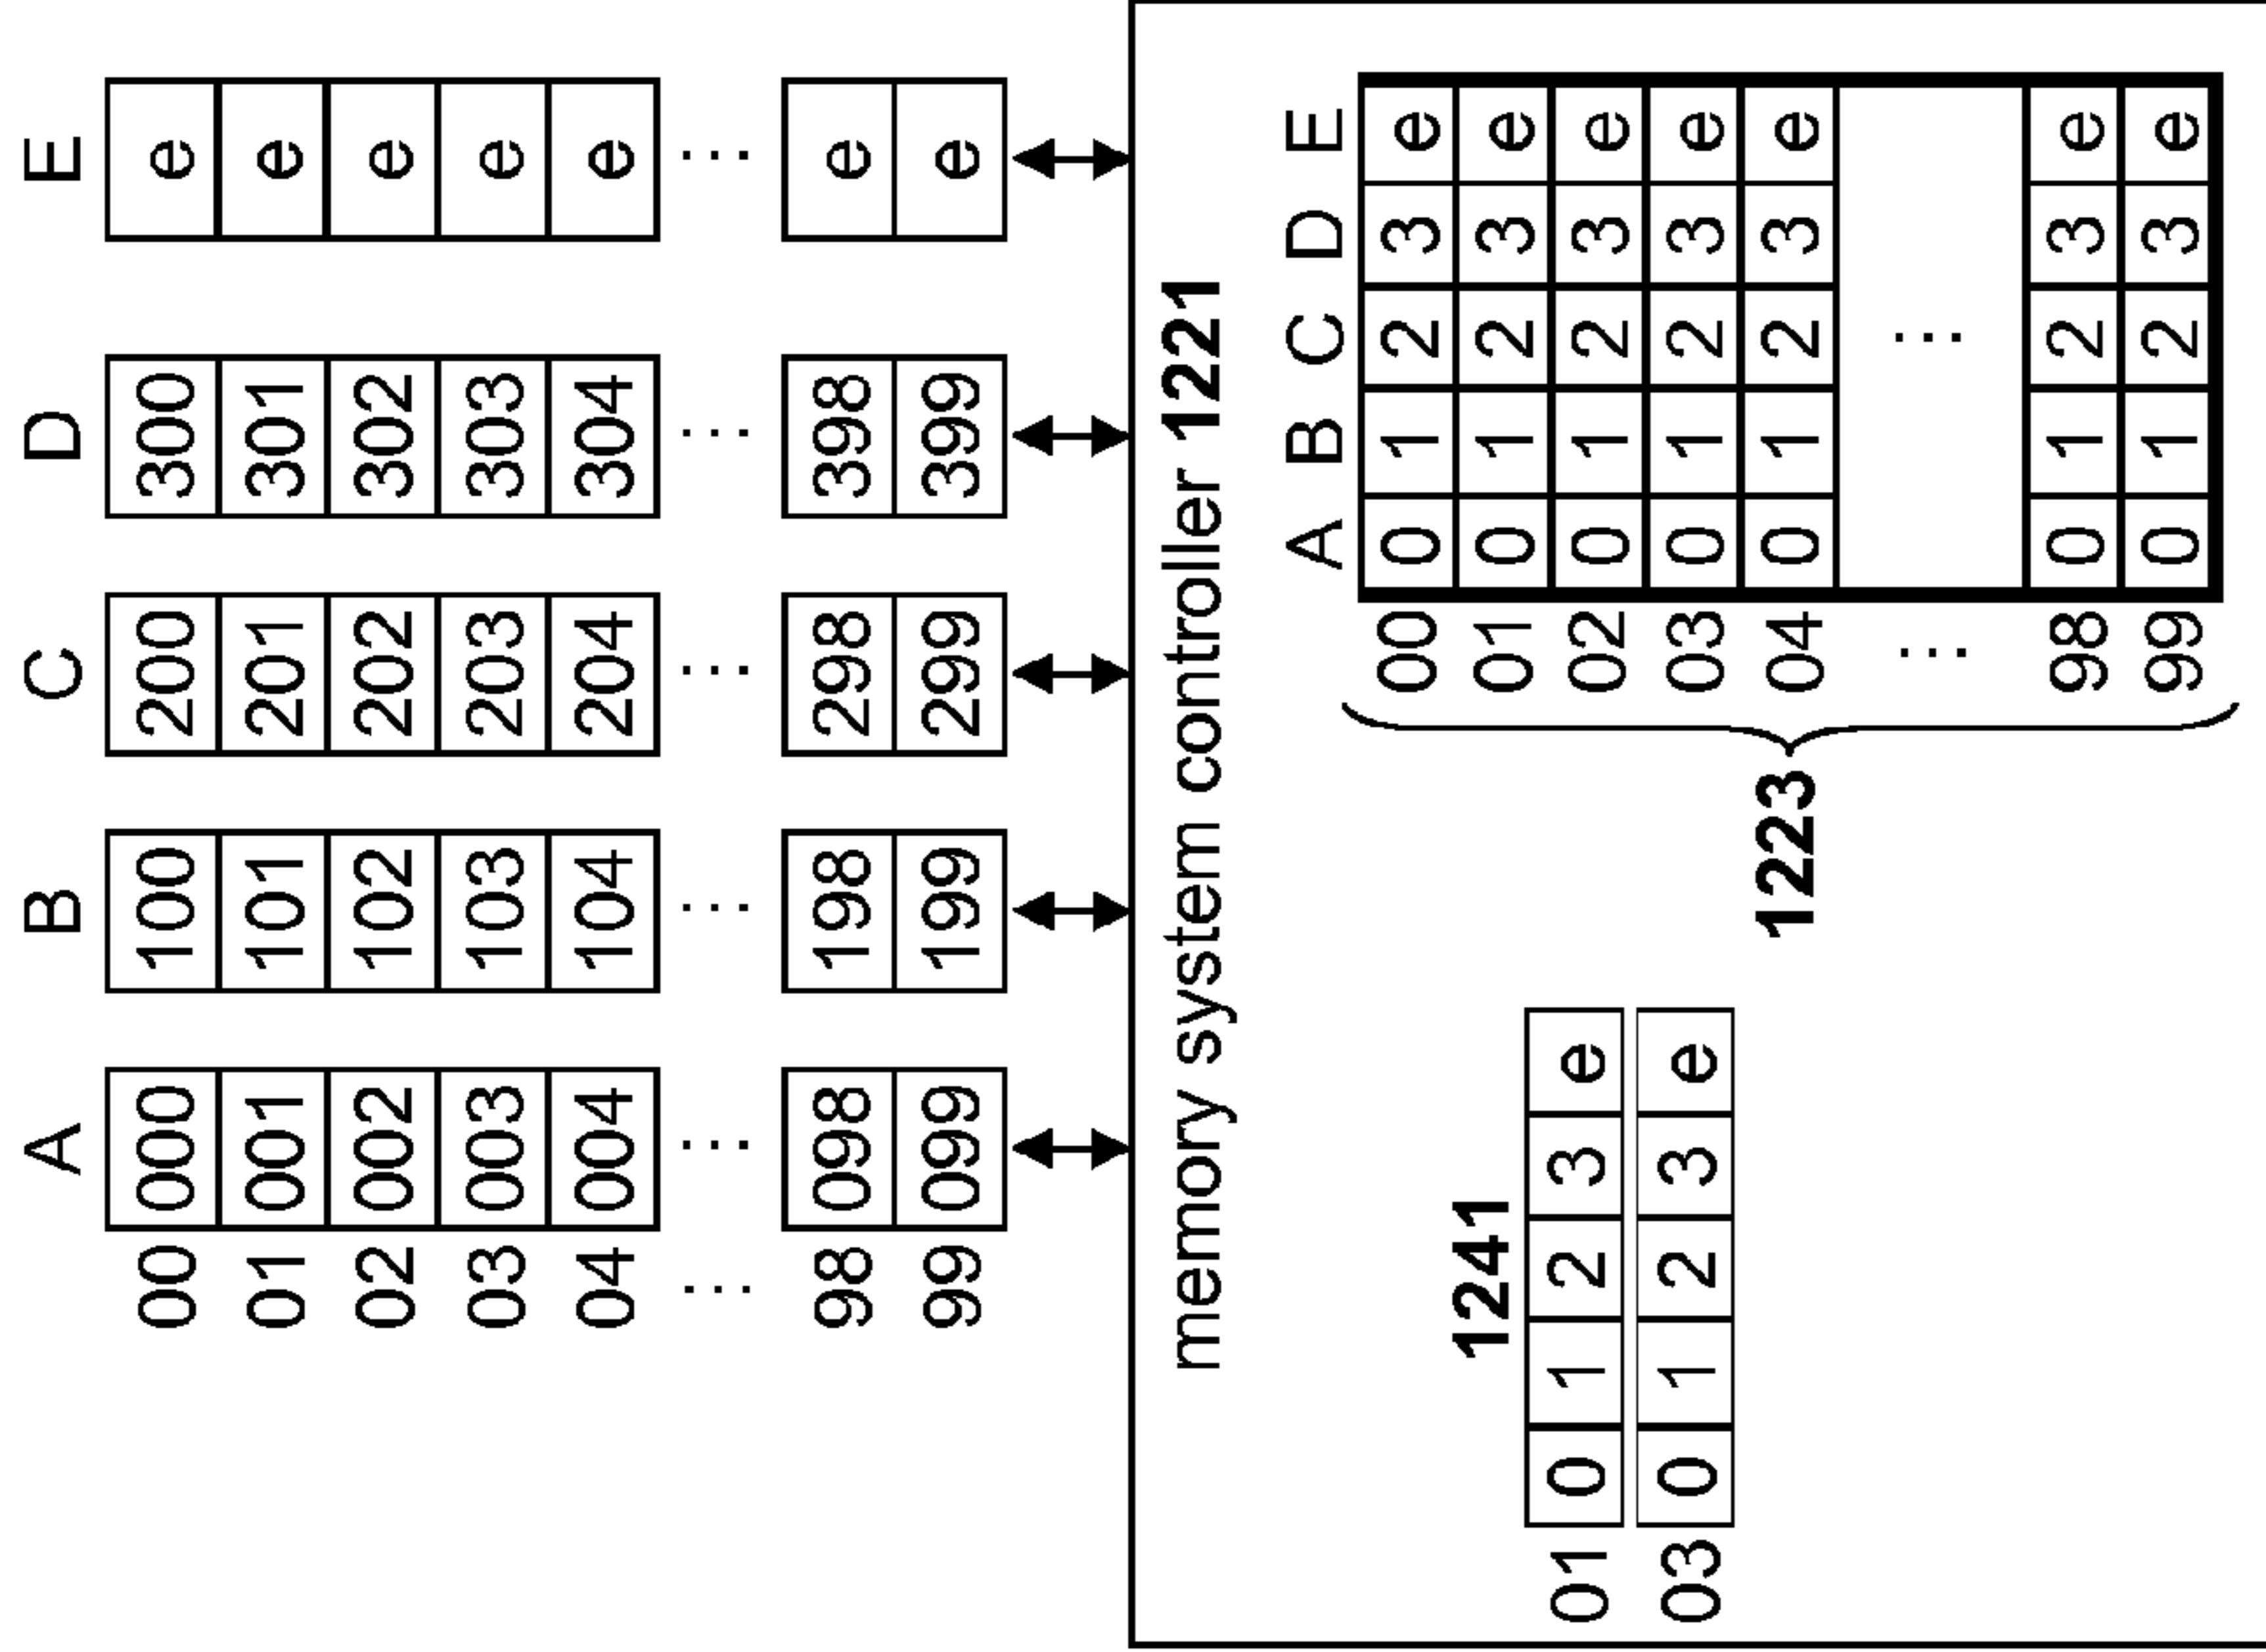 A B C D E
00 000 100 200 300 e
01 001 101 201 301 e
02 002 102 202 302 e
03 003 103 203 303 e
04 004 104 204 304 e
... ... ... ... ... ...
98 098 198 298 398 e
99 099 199 299 399 e
memory system controller 1221
1241
01 0 1 2 3 e
03 0 1 2 3 e
1223
A B C D E
00 0 1 2 3 e
01 0 1 2 3 e
02 0 1 2 3 e
03 0 1 2 3 e
04 0 1 2 3 e
... ...
98 0 1 2 3 e
99 0 1 2 3 e